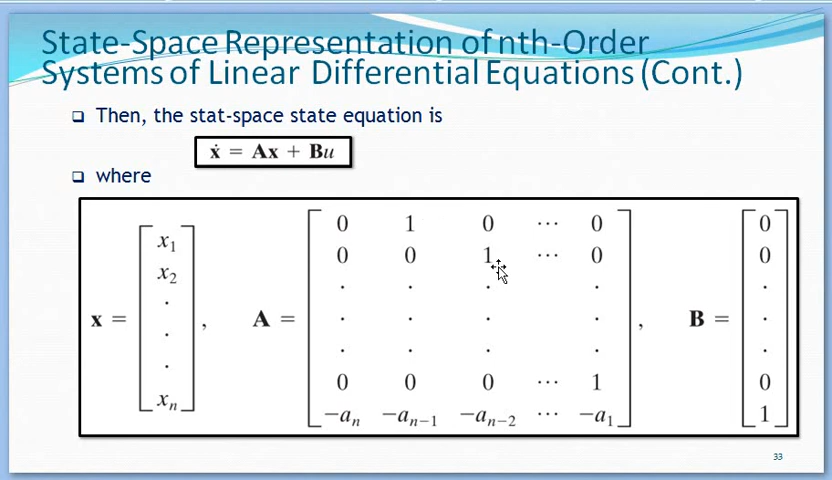 State-Space Representation of nth-Order
Systems of Linear Differential Equations (Cont.)
❑ Then, the stat-space state equation is
ẋ = Ax + Bu
❑ where
x = [x₁ x₂ . . . xₙ] , A = [0 1 0 ⋯ 0
0 0 1 ⋯ 0
. . . .
. . . .
. . . .
0 0 0 ⋯ 1
−aₙ −aₙ₋₁ −aₙ₋₂ ⋯ −a₁] , B = [0 0 . . . 0 1]
33